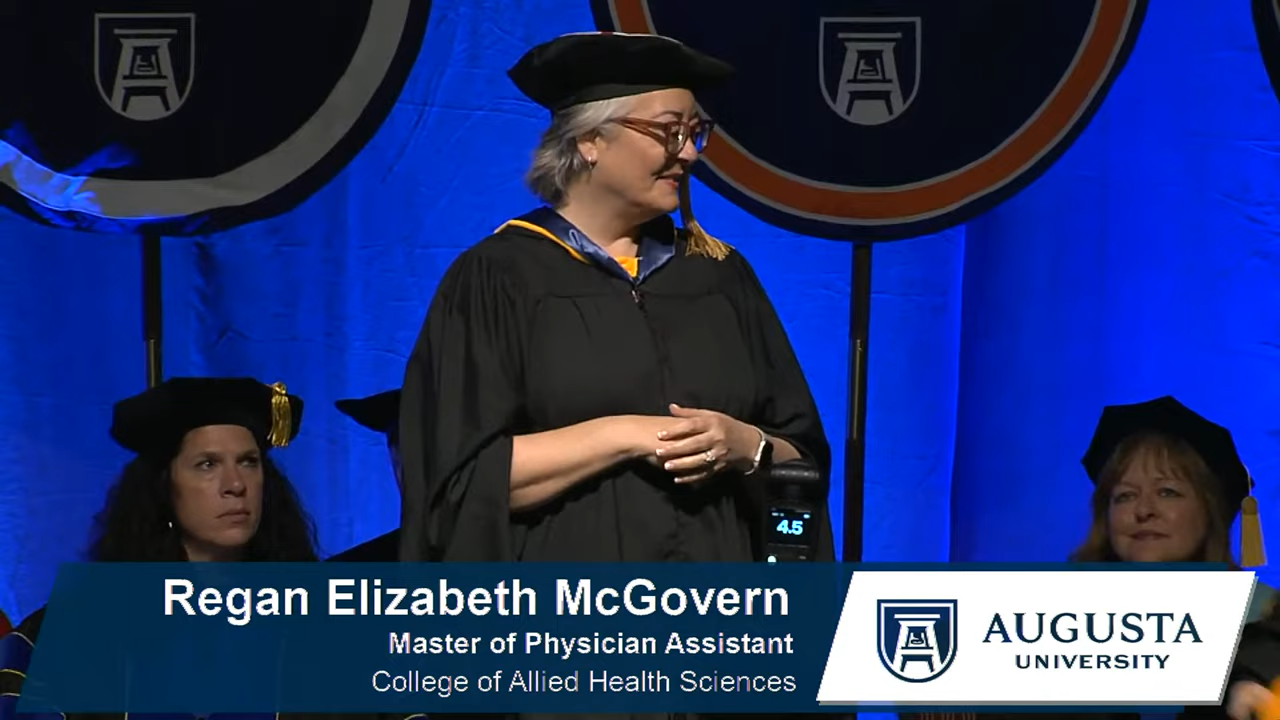 4.5
Regan Elizabeth McGovern
Master of Physician Assistant
College of Allied Health Sciences
AUGUSTA
UNIVERSITY